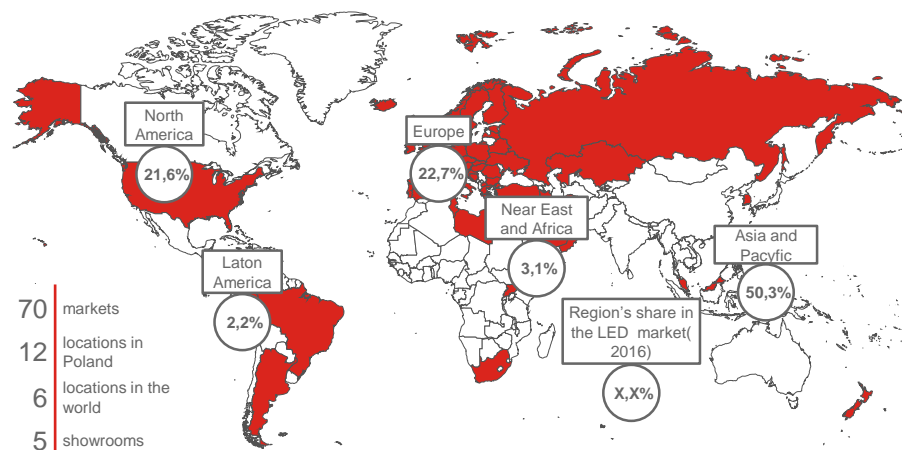 North
America
21,6%
Europe
22,7%
Near East
and Africa
3,1%
Asia and
Pacyfic
50,3%
Laton
America
2,2%
Region's share in
the LED market(
2016)
X,X%
70 markets
12 locations in
Poland
6 locations in the
world
5 showrooms